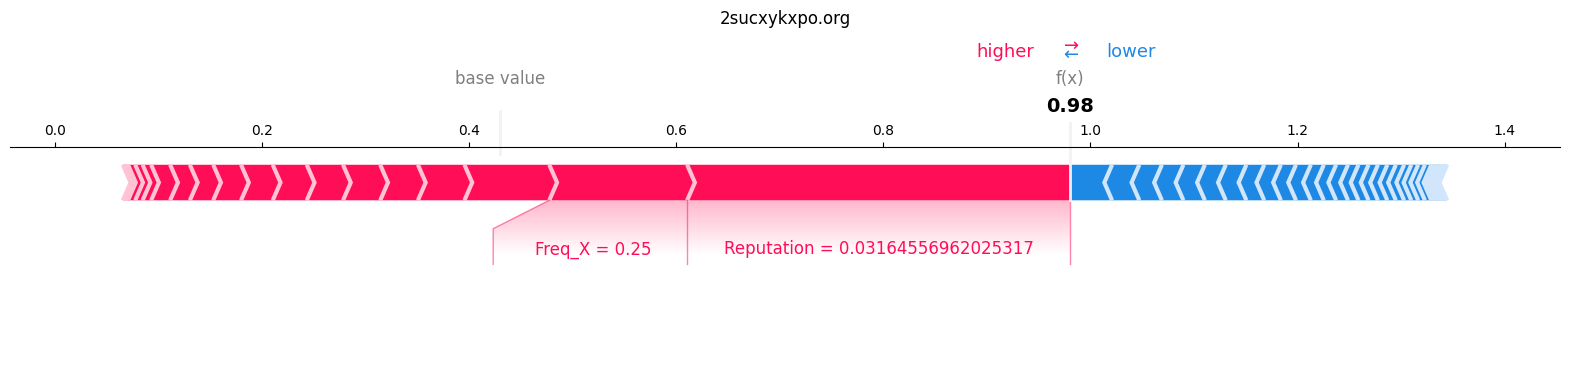 2sucxykxpo.org
higher → ← lower
base value f(x)
0.98
0.0 0.2 0.4 0.6 0.8 1.0 1.2 1.4
Freq_X = 0.25 Reputation = 0.03164556962025317